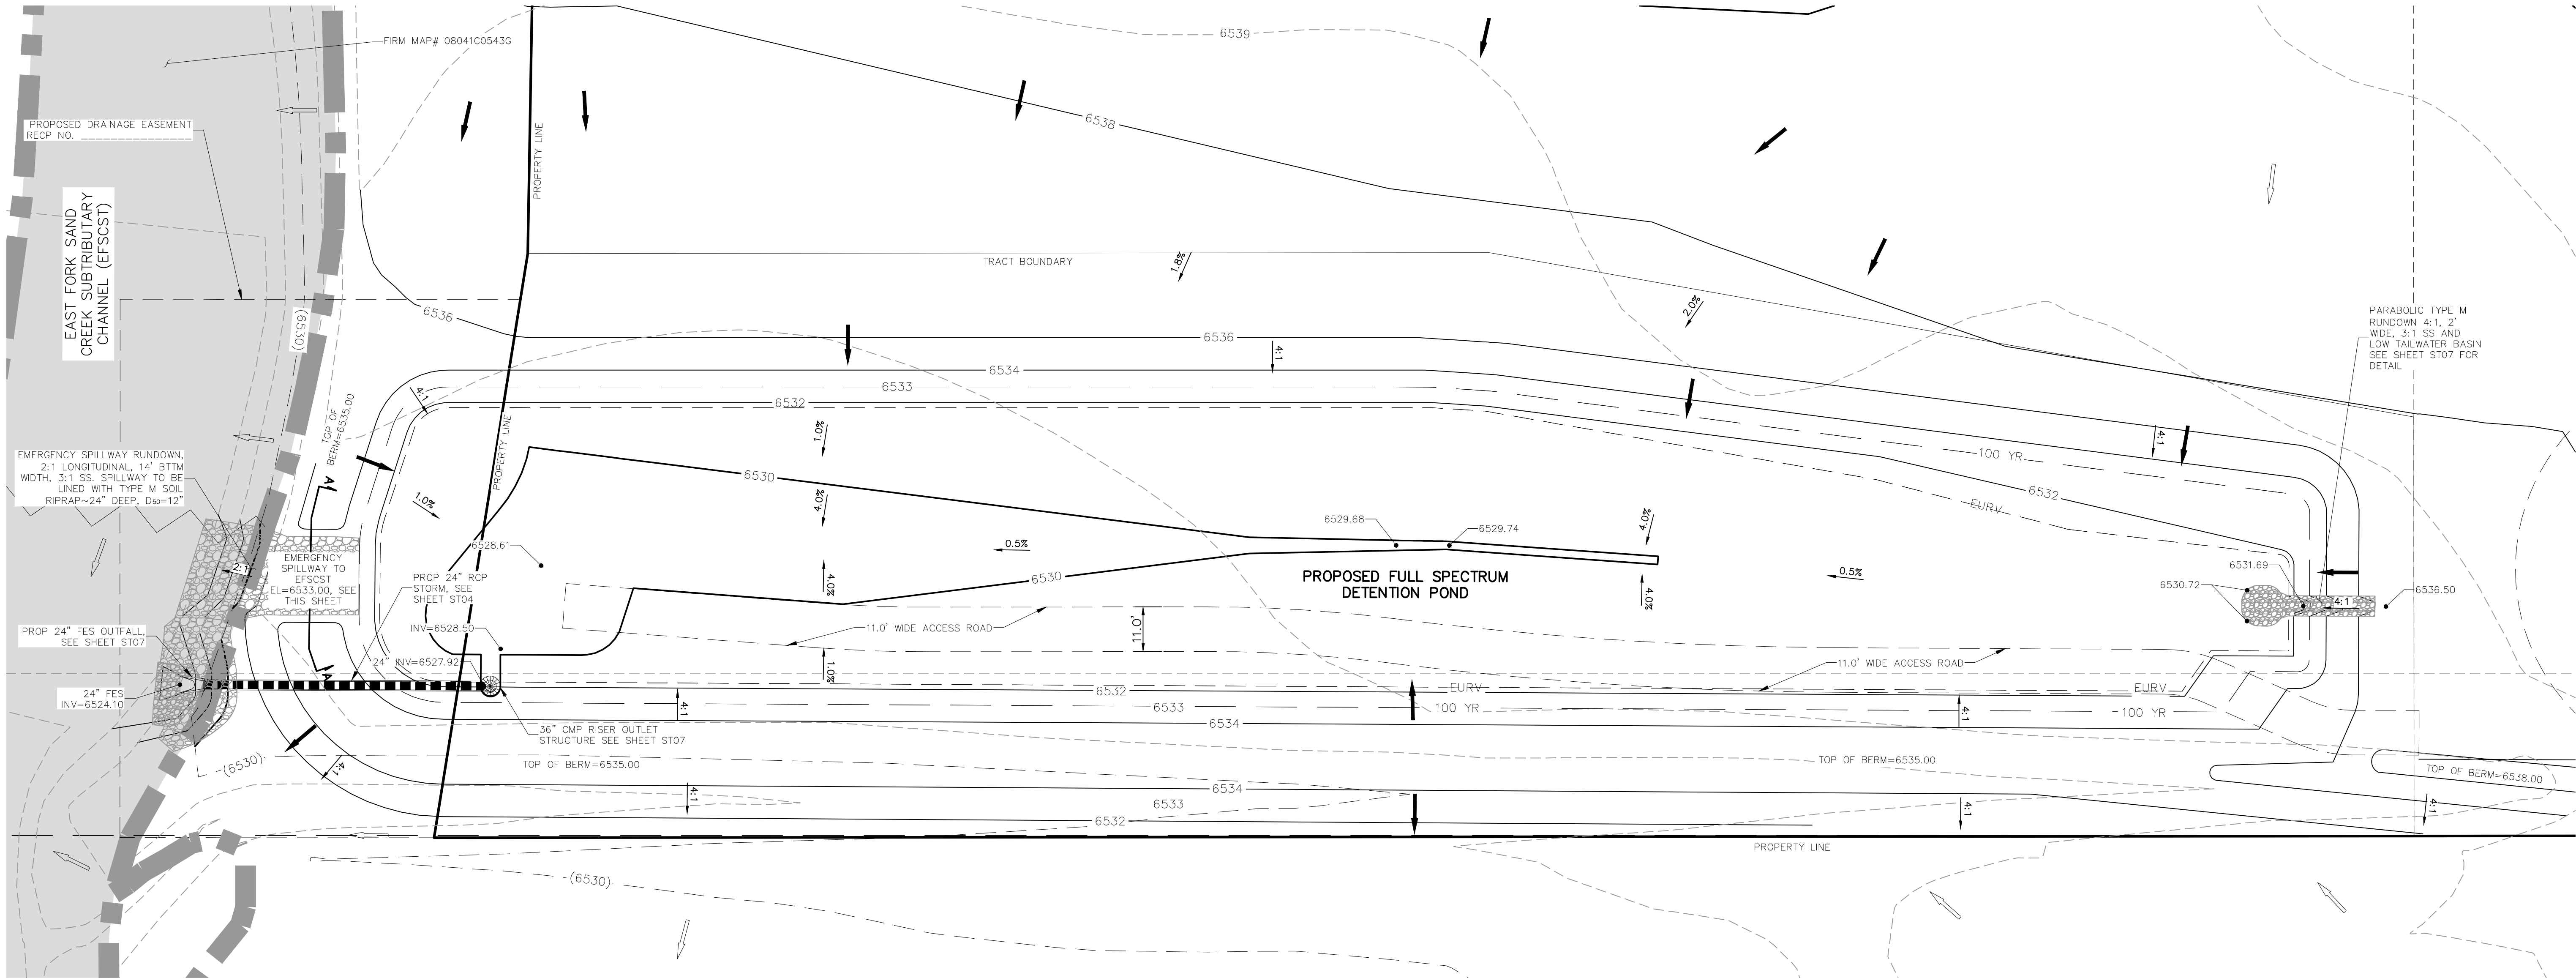 FIRM MAP# 08041C0543G
6539
6538
PROPOSED DRAINAGE EASEMENT
RECP NO. ________________
EAST FORK SAND
CREEK SUBTRIBUTARY
CHANNEL (EFSCST)
PROPERTY LINE
TRACT BOUNDARY
1.8%
2.0%
(6530)
6536
6536
4:1
PARABOLIC TYPE M
RUNDOWN 4:1, 2'
WIDE, 3:1 SS AND
LOW TAILWATER BASIN
SEE SHEET ST07 FOR
DETAIL
6534
6533
6532
4:1
TOP OF
BERM=6535.00
PROPERTY LINE
1.0%
4:1
100 YR
EMERGENCY SPILLWAY RUNDOWN,
2:1 LONGITUDINAL, 14' BTTM
WIDTH, 3:1 SS. SPILLWAY TO BE
LINED WITH TYPE M SOIL
RIPRAP~24" DEEP, D50=12"
A
6530
6532
EURV
1.0%
4.0%
6529.68
6529.74
4.0%
6528.61
0.5%
EMERGENCY
SPILLWAY TO
EFSCST
EL=6533.00, SEE
THIS SHEET
2:1
PROP 24" RCP
STORM, SEE
SHEET ST04
4.0%
6530
PROPOSED FULL SPECTRUM
DETENTION POND
4.0%
0.5%
6531.69
6530.72
4:1
6536.50
PROP 24" FES OUTFALL,
SEE SHEET ST07
INV=6528.50
11.0' WIDE ACCESS ROAD
11.0'
24" INV=6527.92
1.0%
11.0' WIDE ACCESS ROAD
A
24" FES
INV=6524.10
6532
EURV
EURV
4:1
6533
100 YR
4:1
100 YR
6534
36" CMP RISER OUTLET
STRUCTURE SEE SHEET ST07
(6530)
4:1
TOP OF BERM=6535.00
TOP OF BERM=6535.00
TOP OF BERM=6538.00
4:1
6534
6533
4:1
4:1
6532
PROPERTY LINE
(6530)